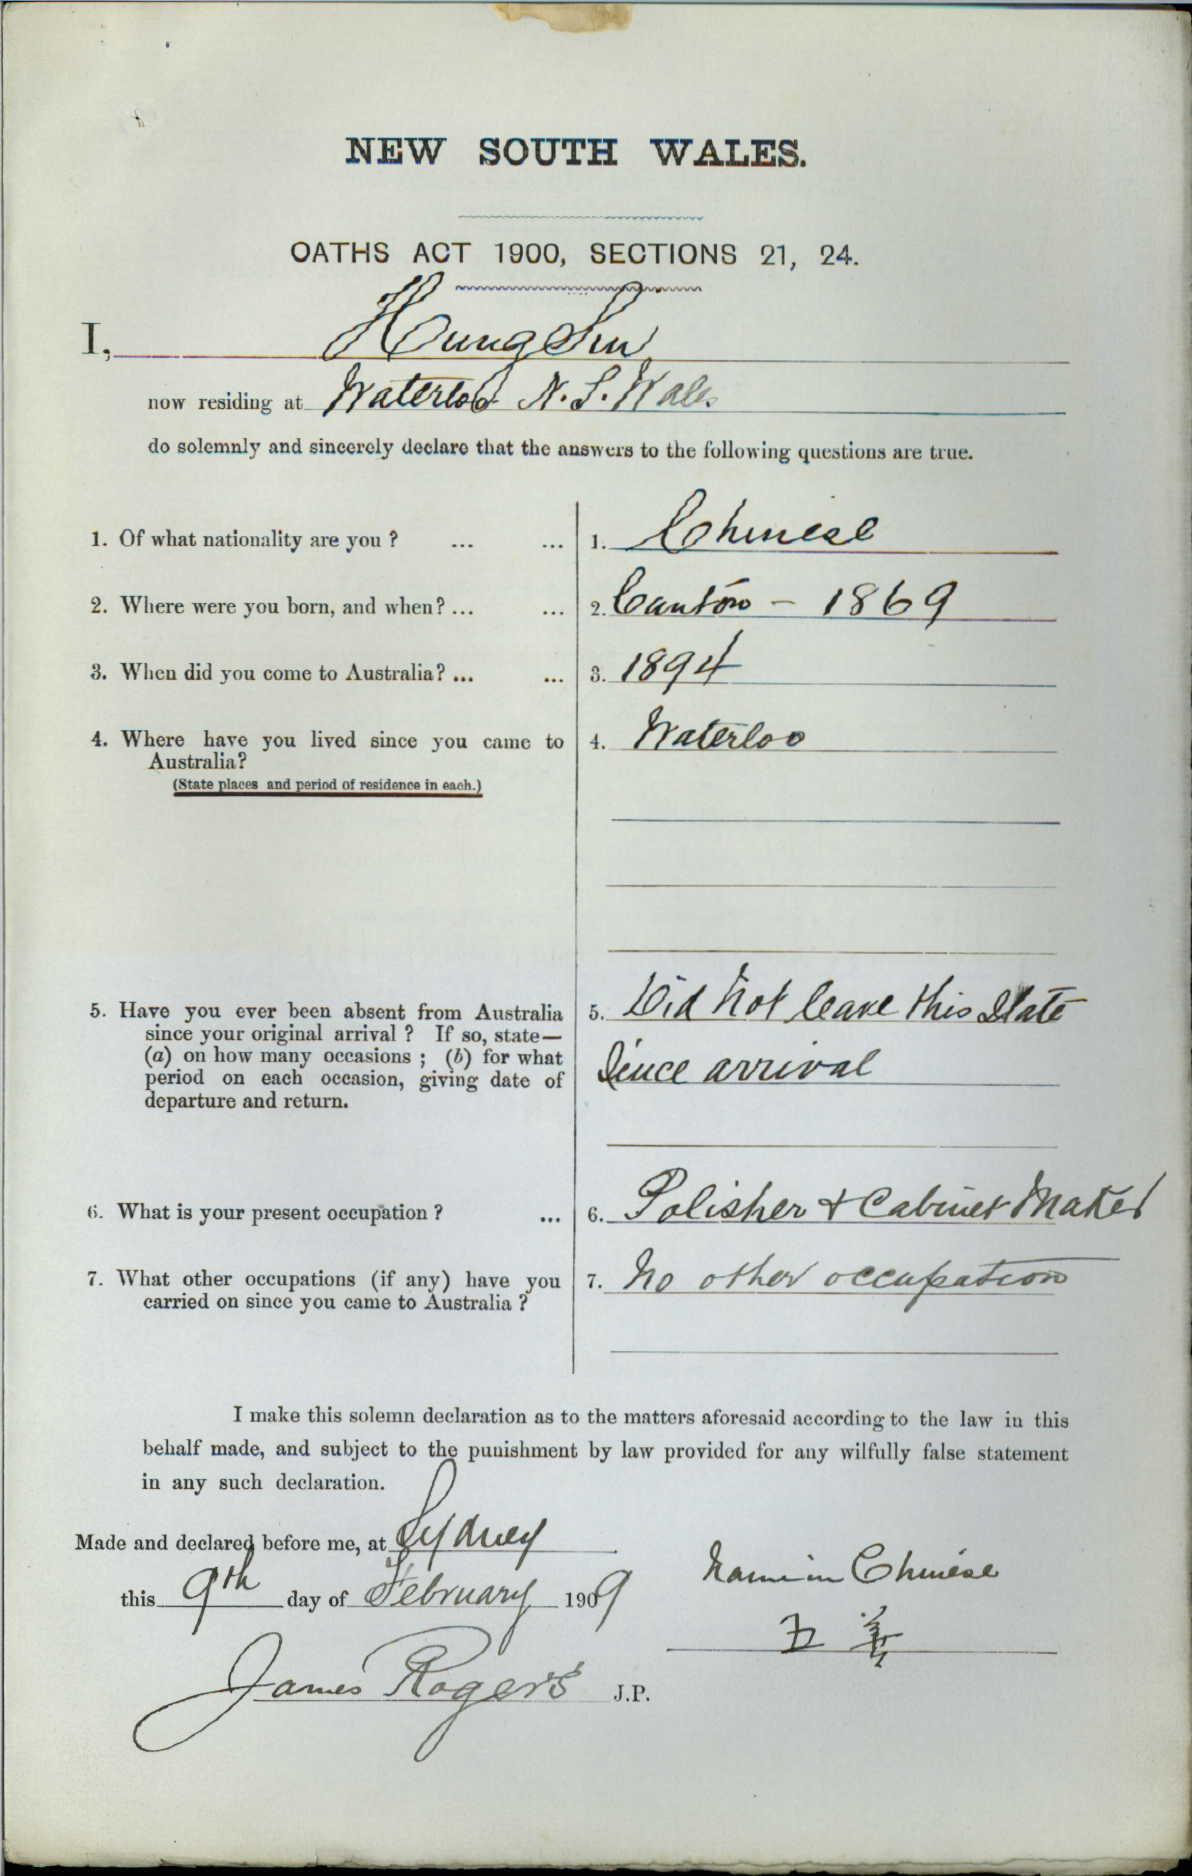 NEW SOUTH WALES.
OATHS ACT 1900, SECTIONS 21, 24.
I, Hung Sun
now residing at Waterloo N.S. Wales
do solemnly and sincerely declare that the answers to the following questions are true.
1. Of what nationality are you ? ... ... 1. Chinese
2. Where were you born, and when? ... ... 2. Canton - 1869
3. When did you come to Australia? ... ... 3. 1894
4. Where have you lived since you came to 4. Waterloo
Australia?
(State places and period of residence in each.)
5. Have you ever been absent from Australia 5. Did Not leave this State
since your original arrival ? If so, state—
(a) on how many occasions ; (b) for what Since arrival
period on each occasion, giving date of
departure and return.
6. What is your present occupation ? ... 6. Polisher & Cabinet Maker
7. What other occupations (if any) have you 7. No other occupation
carried on since you came to Australia ?
I make this solemn declaration as to the matters aforesaid according to the law in this
behalf made, and subject to the punishment by law provided for any wilfully false statement
in any such declaration.
Made and declared before me, at Sydney
Name in Chinese
this 9th day of February 1909
James Rogers J.P.